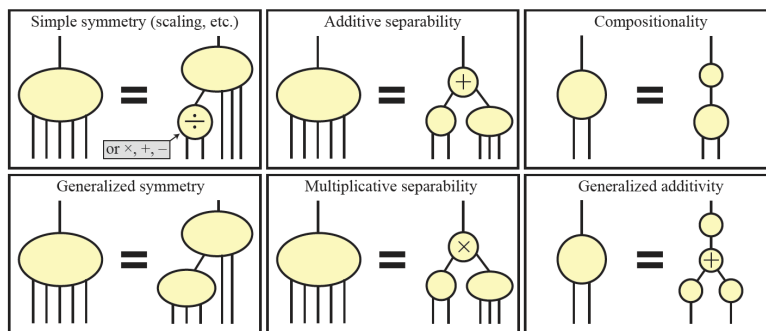 Simple symmetry (scaling, etc.)
÷
or ×, +, –
Additive separability
+
Compositionality
Generalized symmetry
Multiplicative separability
×
Generalized additivity
+